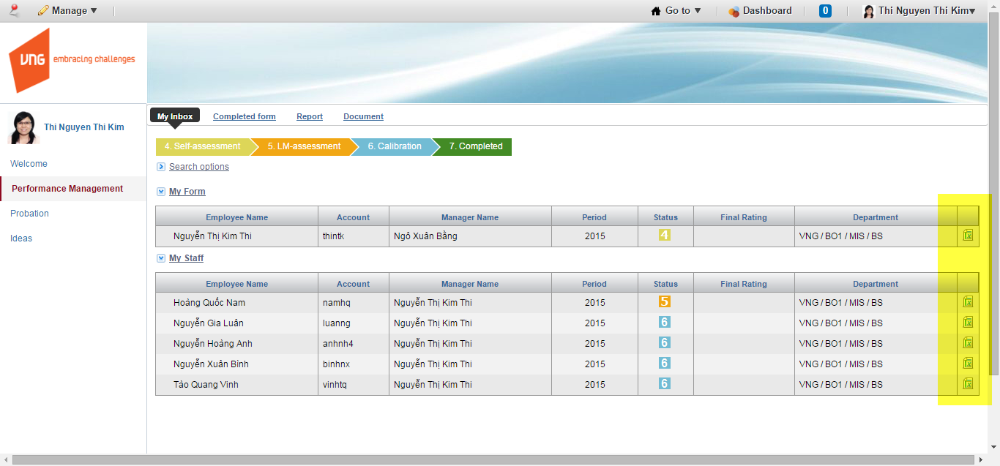 Manage ▼
Go to ▼
Dashboard
0
Thi Nguyen Thi Kim▼
VNG embracing challenges
Thi Nguyen Thi Kim
Welcome
Performance Management
Probation
Ideas
My Inbox Completed form Report Document
4. Self-assessment 5. LM-assessment 6. Calibration 7. Completed
Search options
My Form
Employee Name Account Manager Name Period Status Final Rating Department
Nguyễn Thị Kim Thi thintk Ngô Xuân Bằng 2015 4 VNG / BO1 / MIS / BS
My Staff
Employee Name Account Manager Name Period Status Final Rating Department
Hoàng Quốc Nam namhq Nguyễn Thị Kim Thi 2015 5 VNG / BO1 / MIS / BS
Nguyễn Gia Luân luanng Nguyễn Thị Kim Thi 2015 6 VNG / BO1 / MIS / BS
Nguyễn Hoàng Anh anhnh4 Nguyễn Thị Kim Thi 2015 6 VNG / BO1 / MIS / BS
Nguyễn Xuân Bình binhnx Nguyễn Thị Kim Thi 2015 6 VNG / BO1 / MIS / BS
Tào Quang Vinh vinhtq Nguyễn Thị Kim Thi 2015 6 VNG / BO1 / MIS / BS